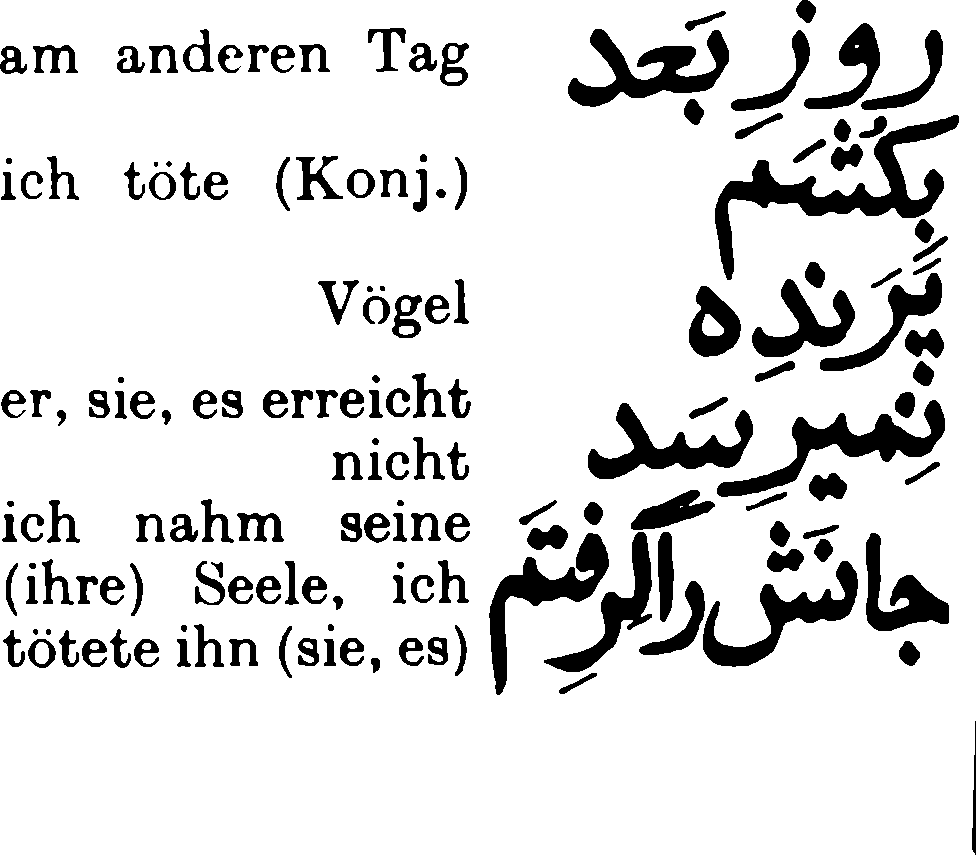 am anderen Tag روزِ بَعد
ich töte (Konj.) بِكُشَم
Vögel پَرَندِه
er, sie, es erreicht نِميرِسَد
nicht
ich nahm seine جانَش را گِرِفتَم
(ihre) Seele, ich
tötete ihn (sie, es)